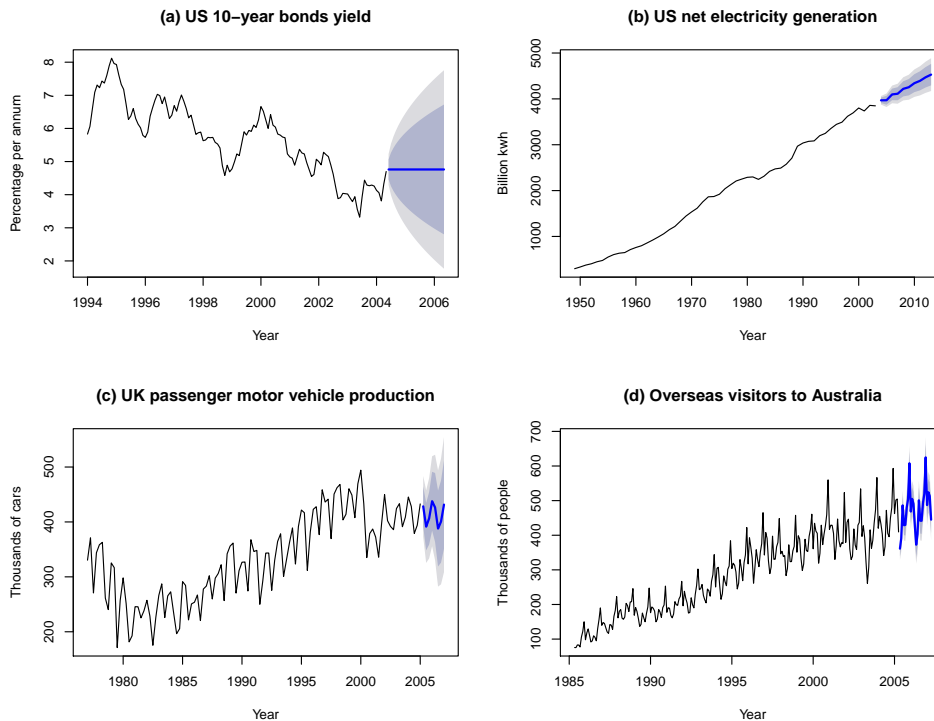 (a) US 10−year bonds yield
Percentage per annum
8
7
6
5
4
3
2
1994 1996 1998 2000 2002 2004 2006
Year
(b) US net electricity generation
Billion kwh
5000
4000
3000
2000
1000
1950 1960 1970 1980 1990 2000 2010
Year
(c) UK passenger motor vehicle production
Thousands of cars
500
400
300
200
1980 1985 1990 1995 2000 2005
Year
(d) Overseas visitors to Australia
Thousands of people
700
600
500
400
300
200
100
1985 1990 1995 2000 2005
Year